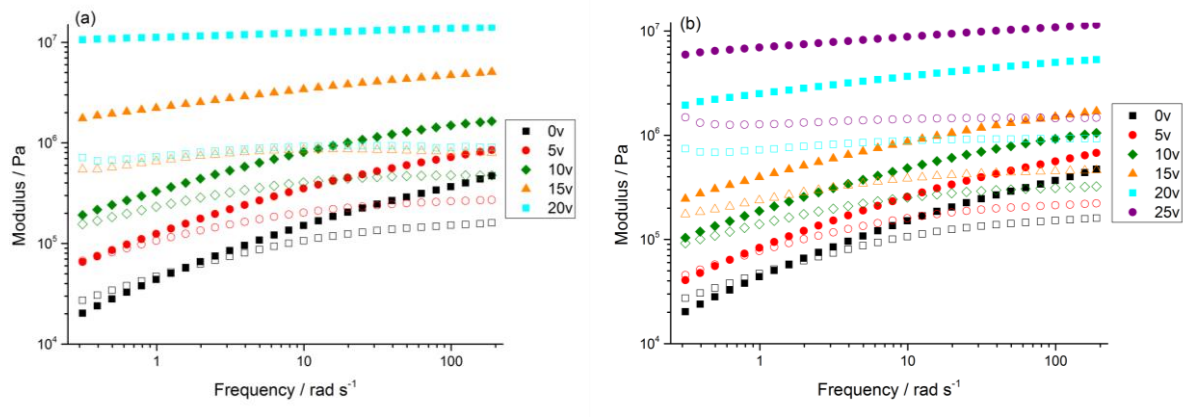 (a)
10⁷
10⁶
10⁵
10⁴
Modulus / Pa
1
10
100
Frequency / rad s⁻¹
0v
5v
10v
15v
20v
(b)
10⁷
10⁶
10⁵
10⁴
Modulus / Pa
1
10
100
Frequency / rad s⁻¹
0v
5v
10v
15v
20v
25v